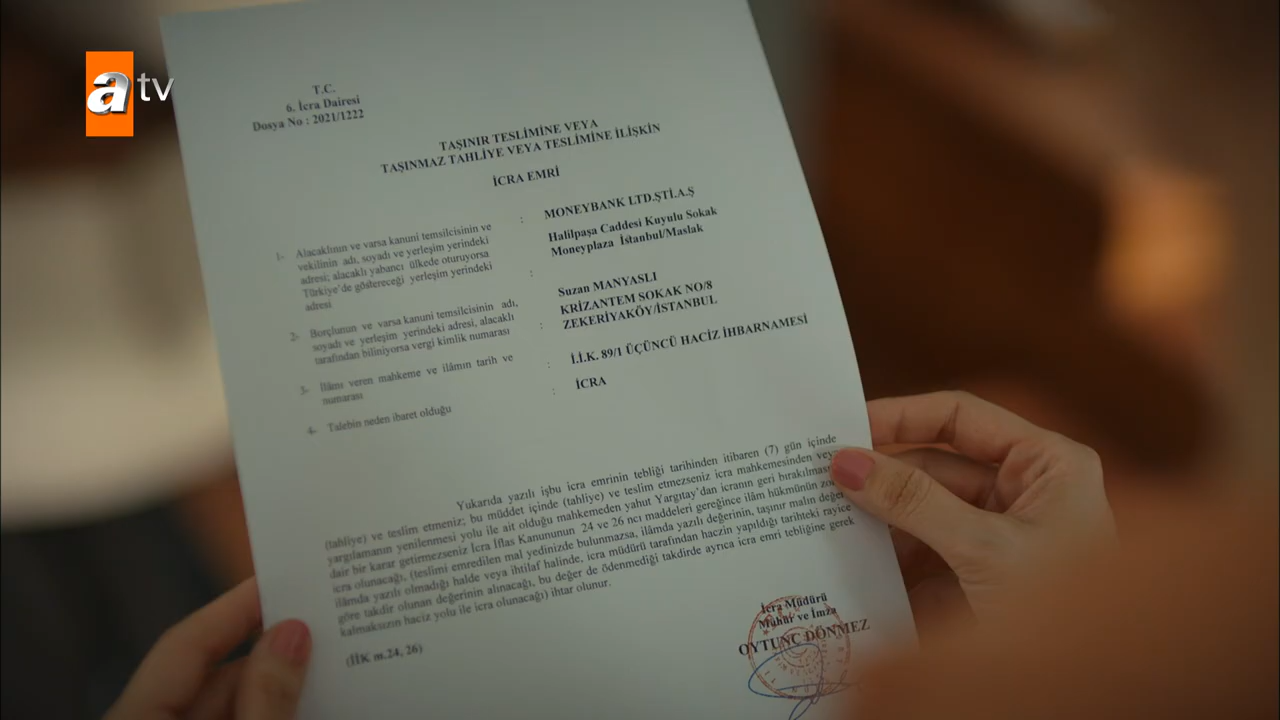 atv
T.C.
6. İcra Dairesi
Dosya No : 2021/1222
TAŞINIR TESLİMİNE VEYA
TAŞINMAZ TAHLİYE VEYA TESLİMİNE İLİŞKİN
İCRA EMRİ
1- Alacaklının ve varsa kanuni temsilcisinin ve
vekilinin adı, soyadı ve yerleşim yerindeki
adresi; alacaklı yabancı ülkede oturuyorsa
Türkiye'de göstereceği yerleşim yerindeki
adresi
: MONEYBANK LTD.ŞTİ.A.Ş
Halilpaşa Caddesi Kuyulu Sokak
Moneyplaza İstanbul/Maslak
2- Borçlunun ve varsa kanuni temsilcisinin adı,
soyadı ve yerleşim yerindeki adresi, alacaklı
tarafından biliniyorsa vergi kimlik numarası
: Suzan MANYASLI
KRİZANTEM SOKAK NO/8
ZEKERİYAKÖY/İSTANBUL
3- İlâmı veren mahkeme ve ilâmın tarih ve
numarası
: İ.İ.K. 89/1 ÜÇÜNCÜ HACİZ İHBARNAMESİ
4- Talebin neden ibaret olduğu
: İCRA
:
Yukarıda yazılı işbu icra emrinin tebliği tarihinden itibaren (7) gün içinde
(tahliye) ve teslim etmeniz; bu müddet içinde (tahliye) ve teslim etmezseniz icra mahkemesinden vey
yargılamanın yenilenmesi yolu ile ait olduğu mahkemeden yahut Yargıtay'dan icranın geri bırakılması
dair bir karar getirmezseniz İcra İflas Kanununun 24 ve 26 ncı maddeleri gereğince ilâm hükmünün zor
icra olunacağı, (teslimi emredilen mal yedinizde bulunmazsa, ilâmda yazılı değerinin, taşınır malın değer
ilâmda yazılı olmadığı halde veya ihtilaf halinde, icra müdürü tarafından haczin yapıldığı tarihteki rayice
göre takdir olunan değerinin alınacağı, bu değer de ödenmediği takdirde ayrıca icra emri tebliğine gerek
kalmaksızın haciz yolu ile icra olunacağı) ihtar olunur.
İcra Müdürü
Mühür ve İmza
OYTUNÇ DÖNMEZ
(İİK m.24, 26)